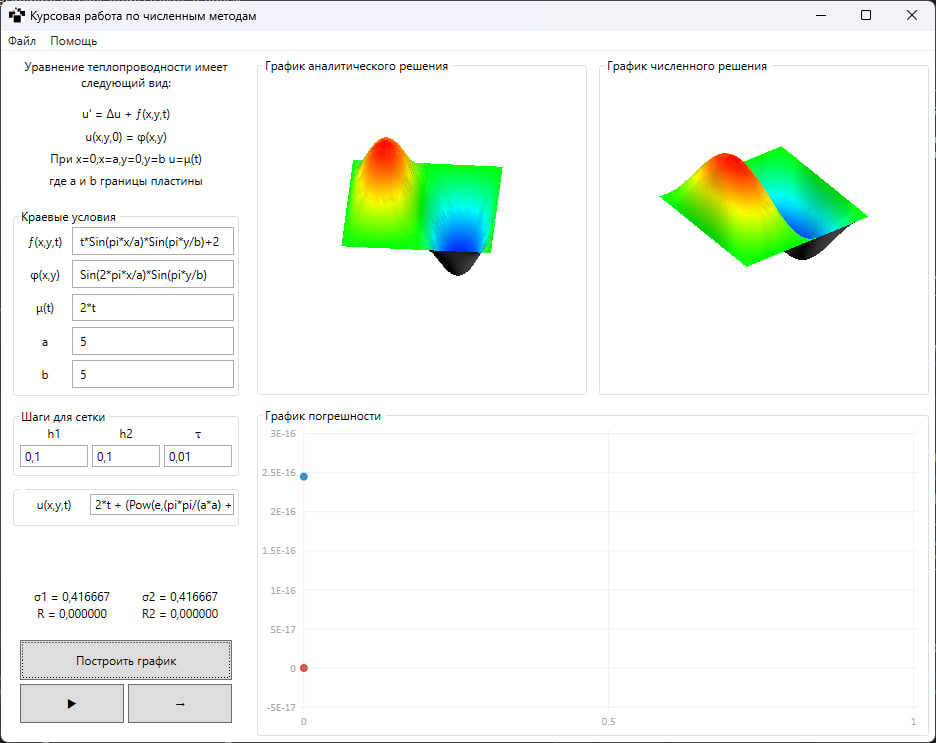 Курсовая работа по численным методам
Файл Помощь
Уравнение теплопроводности имеет
следующий вид:
u' = Δu + ƒ(x,y,t)
u(x,y,0) = φ(x,y)
При x=0,x=a,y=0,y=b u=μ(t)
где a и b границы пластины
Краевые условия
ƒ(x,y,t) t*Sin(pi*x/a)*Sin(pi*y/b)+2
φ(x,y) Sin(2*pi*x/a)*Sin(pi*y/b)
μ(t) 2*t
a 5
b 5
Шаги для сетки
h1 h2 τ
0,1 0,1 0,01
u(x,y,t) 2*t + (Pow(e,(pi*pi/(a*a) +
σ1 = 0,416667 σ2 = 0,416667
R = 0,000000 R2 = 0,000000
Построить график
▶ →
График аналитического решения
График численного решения
График погрешности
3E-16
2.5E-16
2E-16
1.5E-16
1E-16
5E-17
0
-5E-17
0 0.5 1